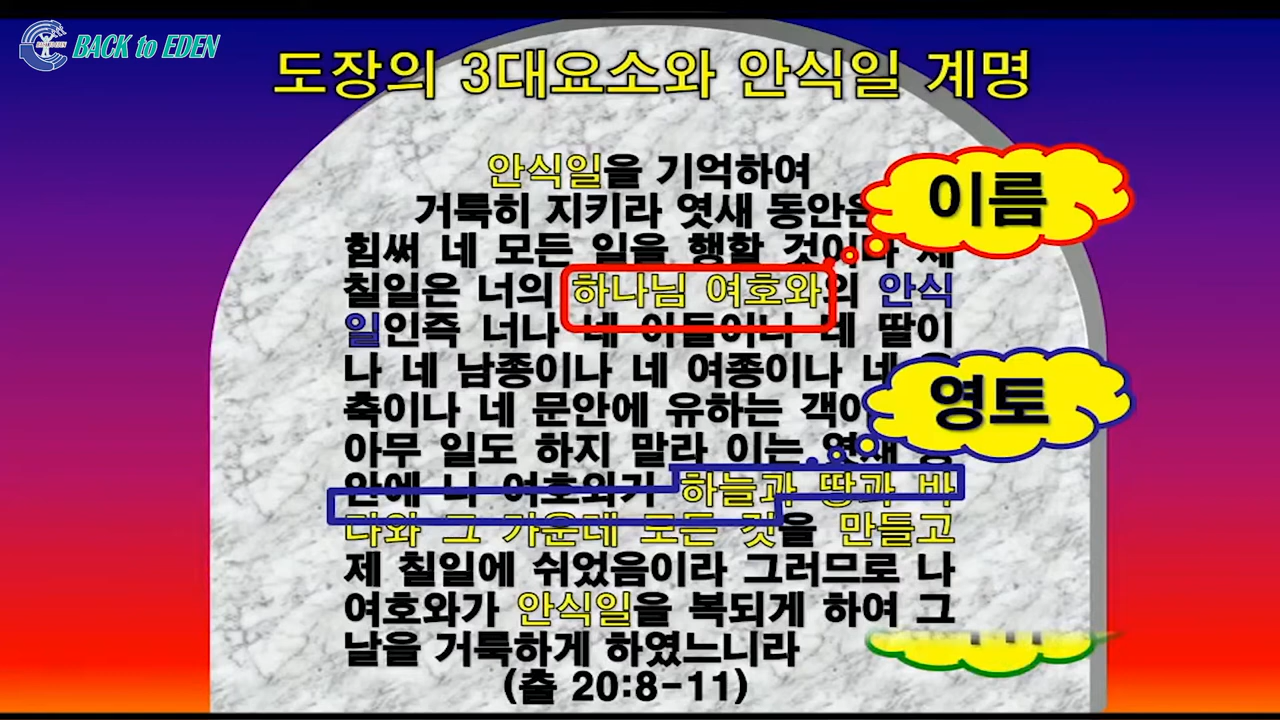 BACK to EDEN
도장의 3대요소와 안식일 계명
안식일을 기억하여
거룩히 지키라 엿새 동안은
힘써 네 모든 일을 행할 것이라 제
칠일은 너의 하나님 여호와의 안식
일인즉 너나 네 아들이나 네 딸이
나 네 남종이나 네 여종이나 네
축이나 네 문안에 유하는
아무 일도 하지 말라 이는 엿새 동
안에 나 여호와가 하늘과 땅과 바
다와 그 가운데 모든 것을 만들고
제 칠일에 쉬었음이라 그러므로 나
여호와가 안식일을 복되게 하여 그
날을 거룩하게 하였느니라
(출 20:8-11)
이름
영토